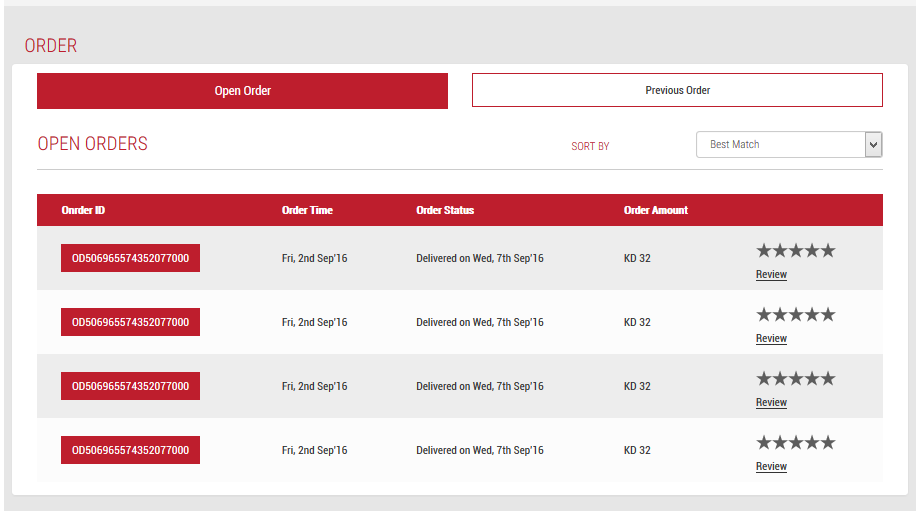 ORDER
Open Order
Previous Order
OPEN ORDERS
SORT BY
Best Match
Onrder ID Order Time Order Status Order Amount
OD506965574352077000 Fri, 2nd Sep'16 Delivered on Wed, 7th Sep'16 KD 32
Review
OD506965574352077000 Fri, 2nd Sep'16 Delivered on Wed, 7th Sep'16 KD 32
Review
OD506965574352077000 Fri, 2nd Sep'16 Delivered on Wed, 7th Sep'16 KD 32
Review
OD506965574352077000 Fri, 2nd Sep'16 Delivered on Wed, 7th Sep'16 KD 32
Review